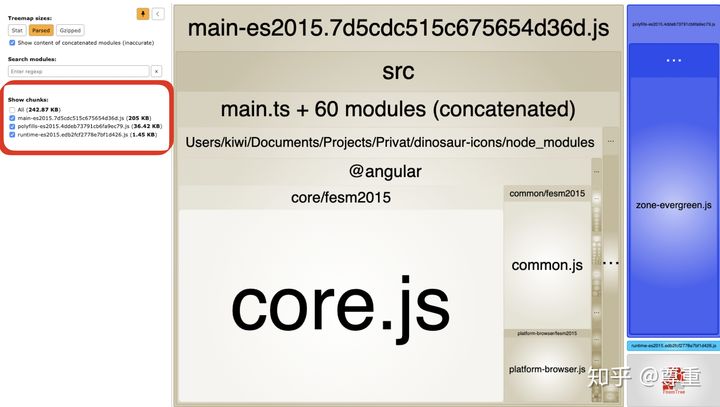 Treemap sizes:
Stat Parsed Gzipped
Show content of concatenated modules (inaccurate)
Search modules:
Enter regexp
x
Show chunks:
All (242.87 KB)
main-es2015.7d5cdc515c675654d36d.js (205 KB)
polyfills-es2015.4ddeb73791cb6fa9ec79.js (36.42 KB)
runtime-es2015.edb2fcf2778e7bf1d426.js (1.45 KB)
main-es2015.7d5cdc515c675654d36d.js
src
main.ts + 60 modules (concatenated)
Users/kiwi/Documents/Projects/Privat/dinosaur-icons/node_modules
...
@angular
...
core/fesm2015
core.js
common/fesm2015
common.js
platform-browser/fesm2015
platform-browser.js
...
polyfills-es2015.4ddeb73791cb6fa9ec79.js
...
zone-evergreen.js
runtime-es2015.edb2fcf2778e7bf1d426.js
FoamTree
知乎 @尊重